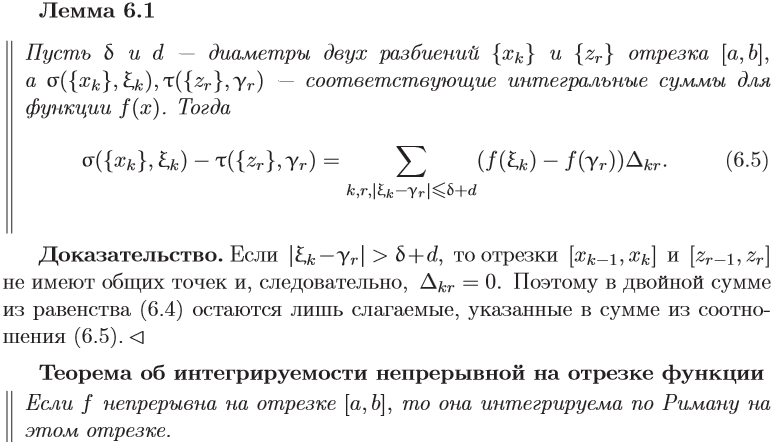 Лемма 6.1
Пусть δ и d — диаметры двух разбиений {x_k} и {z_r} отрезка [a, b],
а σ({x_k}, ξ_k), τ({z_r}, γ_r) — соответствующие интегральные суммы для
функции f(x). Тогда
σ({x_k}, ξ_k) − τ({z_r}, γ_r) = ∑_{k,r,|ξ_k−γ_r|⩽δ+d} (f(ξ_k) − f(γ_r))Δ_{kr}. (6.5)
Доказательство. Если |ξ_k−γ_r| > δ+d, то отрезки [x_{k−1}, x_k] и [z_{r−1}, z_r]
не имеют общих точек и, следовательно, Δ_{kr} = 0. Поэтому в двойной сумме
из равенства (6.4) остаются лишь слагаемые, указанные в сумме из соотно-
шения (6.5). ◁
Теорема об интегрируемости непрерывной на отрезке функции
Если f непрерывна на отрезке [a, b], то она интегрируема по Риману на
этом отрезке.